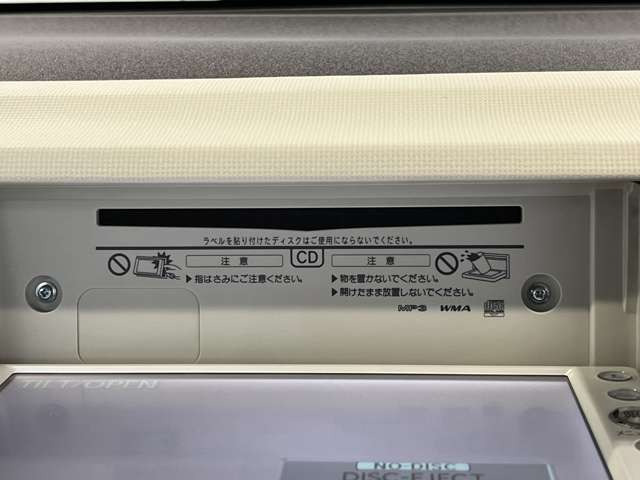 ラベルを貼り付けたディスクはご使用にならないでください。
注意
CD
注意
▶指はさみにご注意ください。
▶物を置かないでください。
▶開けたまま放置しないでください。
MP3 WMA
TILT/OPEN
NO-DISC
DISC-EJECT